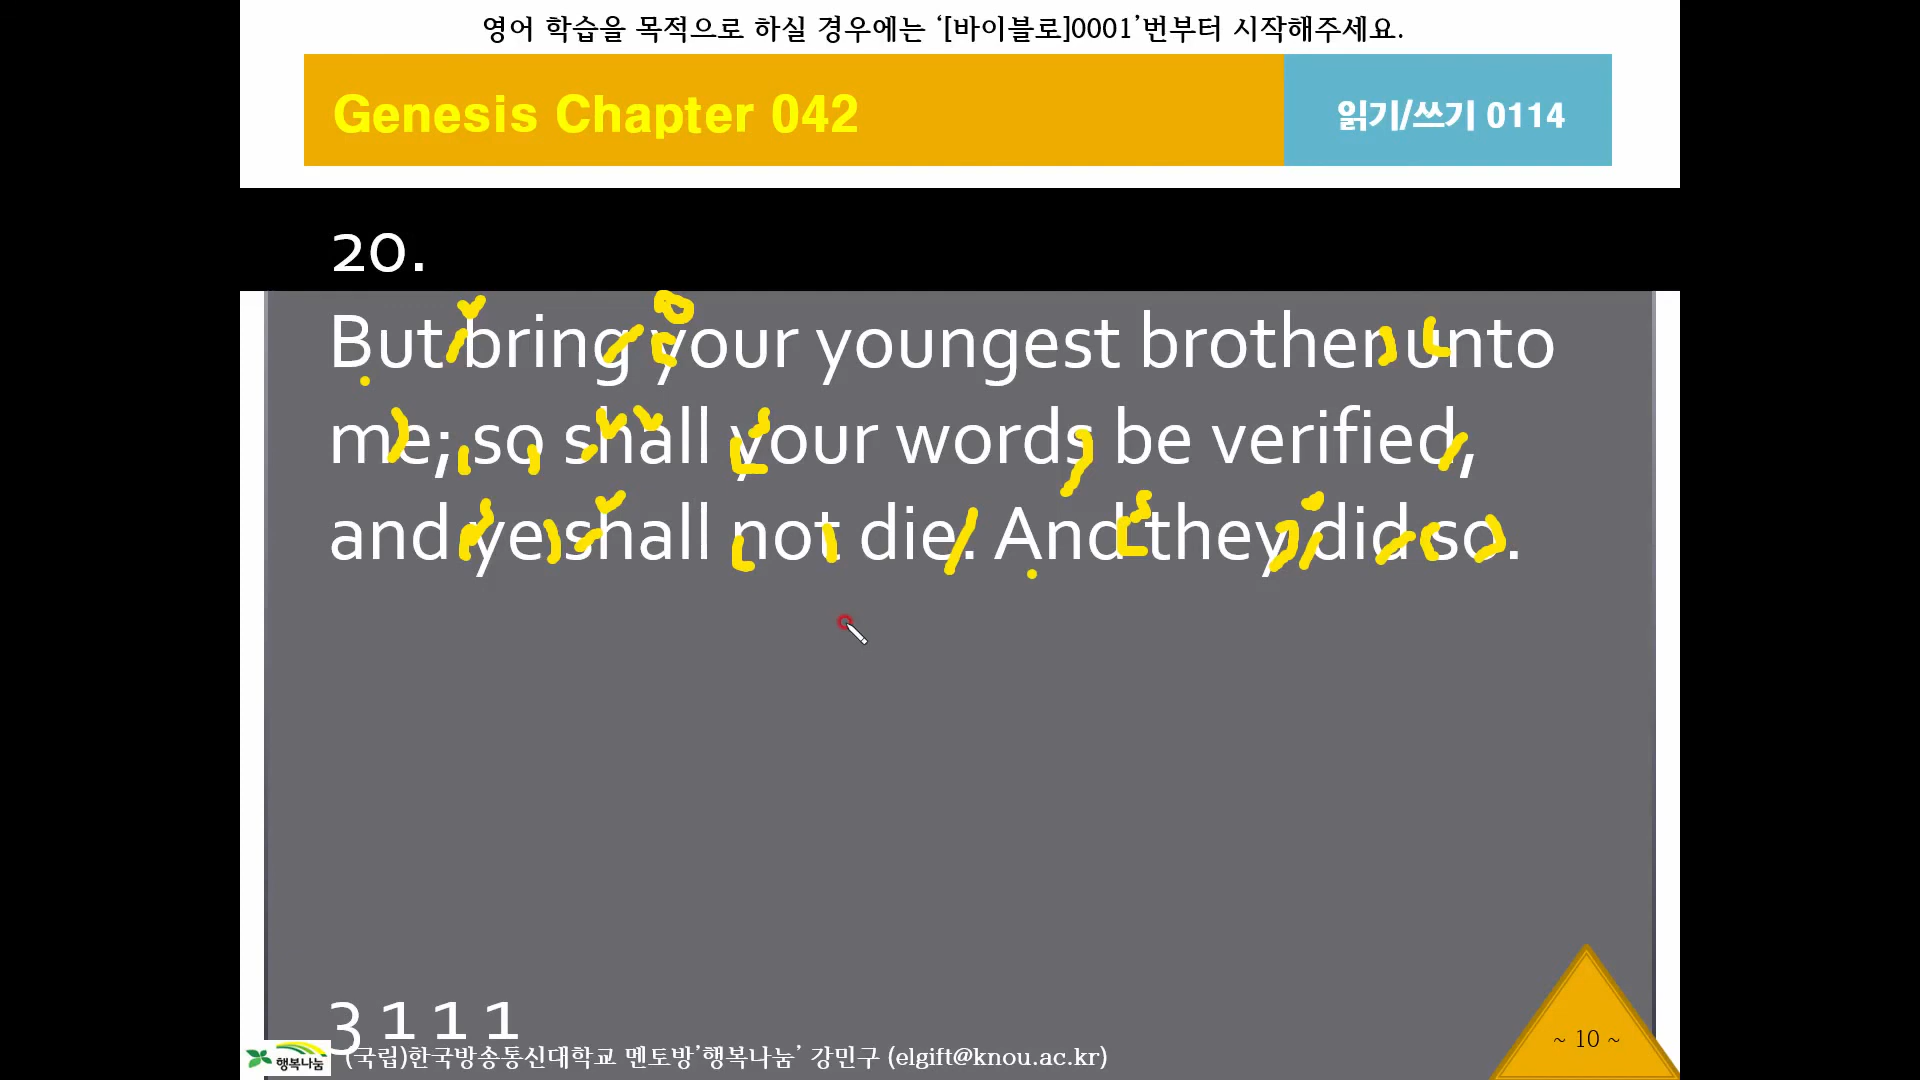 영어 학습을 목적으로 하실 경우에는 ‘[바이블로]0001’번부터 시작해주세요.
Genesis Chapter 042
읽기/쓰기 0114
20.
But bring your youngest brother unto
me; so shall your words be verified,
and ye shall not die. And they did so.
3 1 1 1
행복나눔
(국립)한국방송통신대학교 멘토방’행복나눔’ 강민구 (elgift@knou.ac.kr)
~ 10 ~